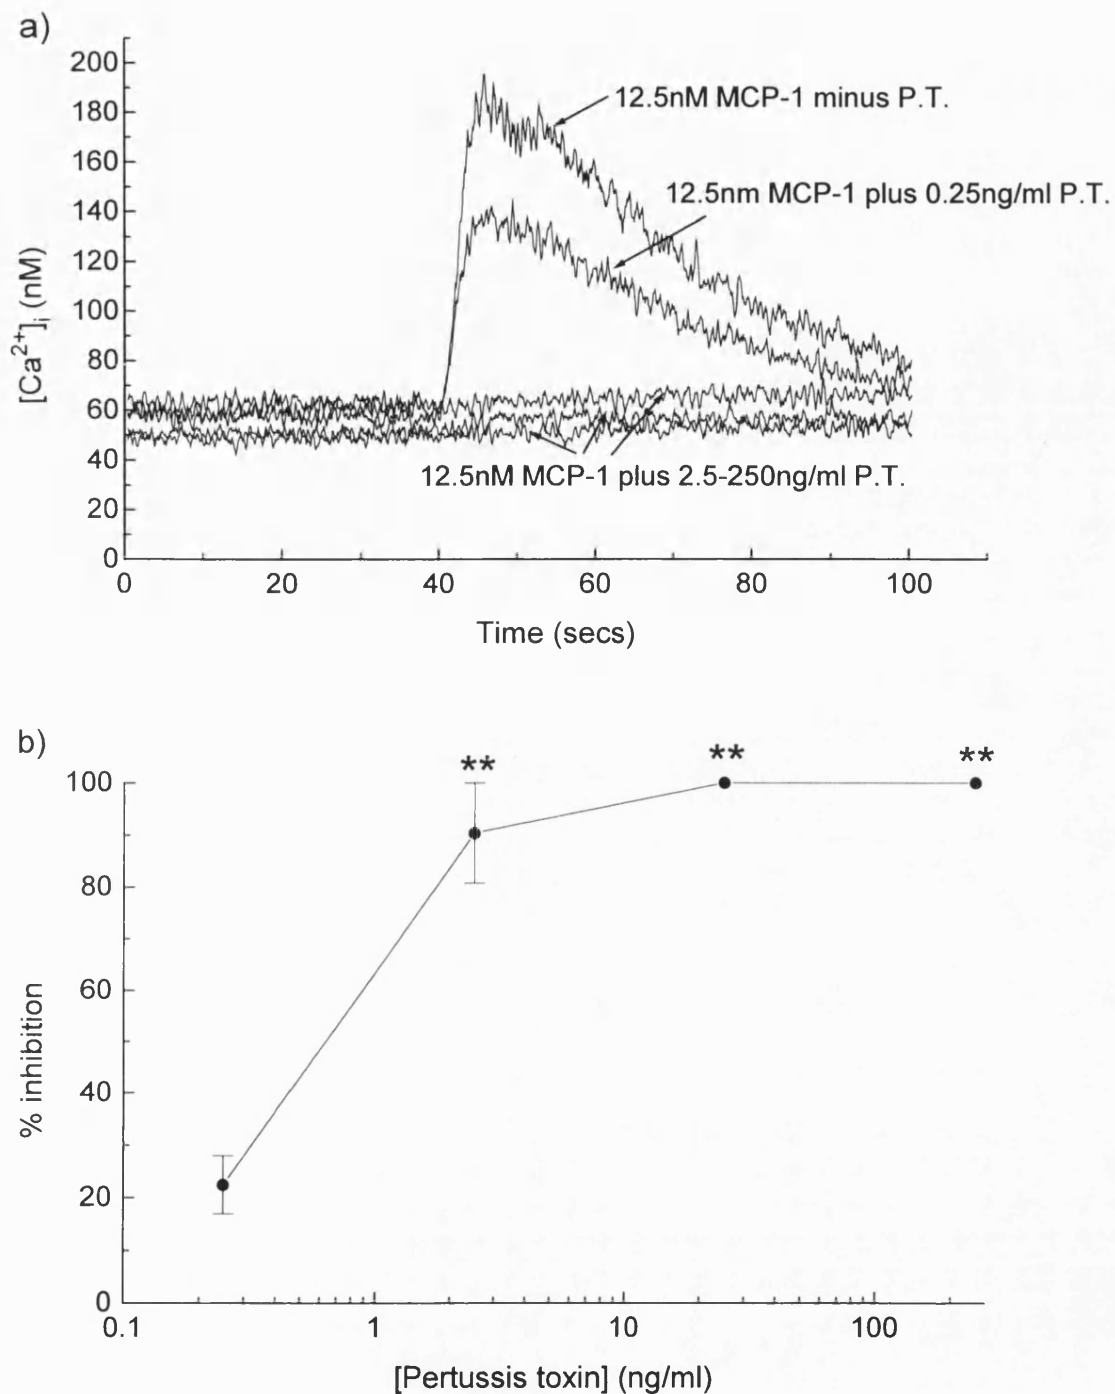 a)
200
180
160
140
120
100
80
60
40
20
0
[Ca²⁺]ᵢ (nM)
12.5nM MCP-1 minus P.T.
12.5nm MCP-1 plus 0.25ng/ml P.T.
12.5nM MCP-1 plus 2.5-250ng/ml P.T.
0 20 40 60 80 100
Time (secs)
b)
** ** **
100
80
60
40
20
0
% inhibition
0.1 1 10 100
[Pertussis toxin] (ng/ml)